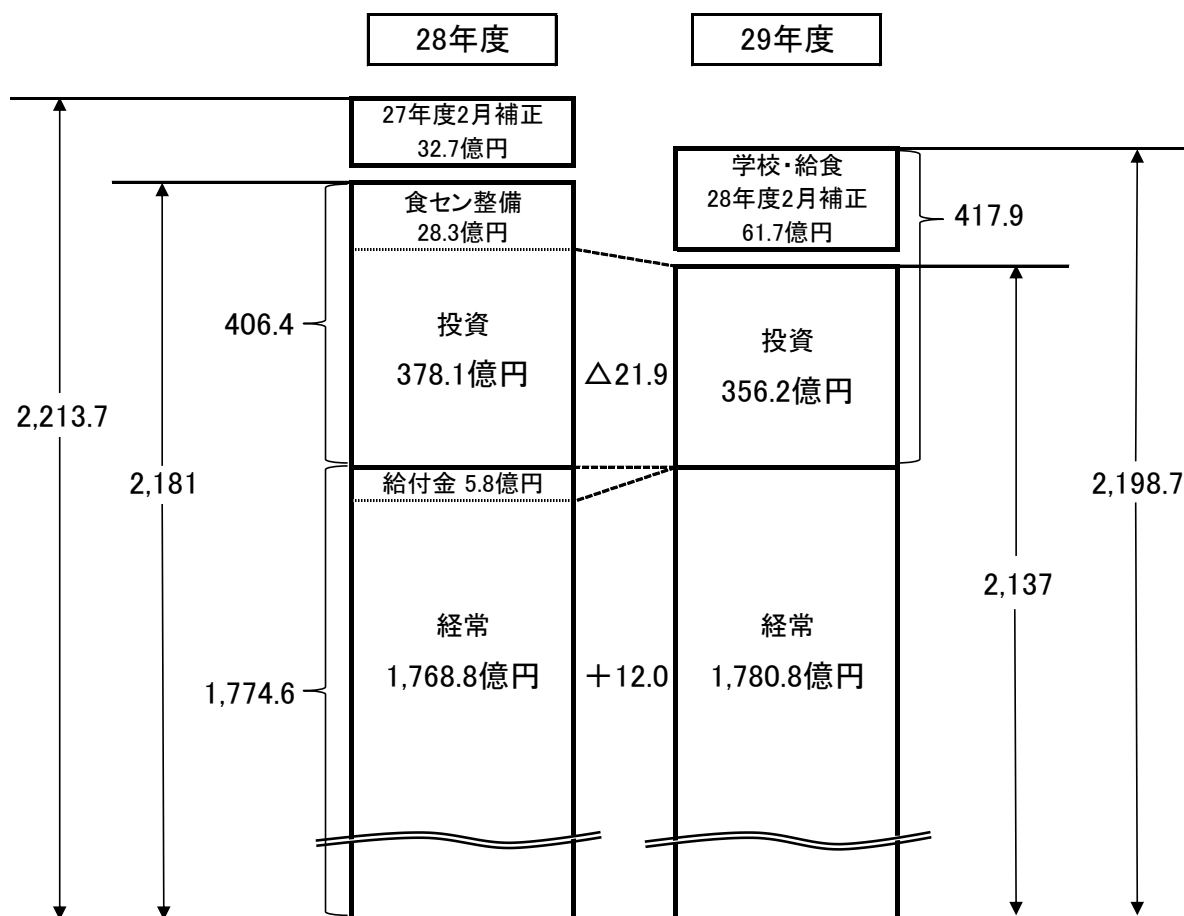 28年度
29年度
27年度2月補正
32.7億円
学校・給食
28年度2月補正
61.7億円
417.9
食セン整備
28.3億円
406.4
投資
378.1億円
△21.9
投資
356.2億円
2,213.7
2,181
給付金 5.8億円
2,198.7
2,137
経常
1,768.8億円
+12.0
経常
1,780.8億円
1,774.6